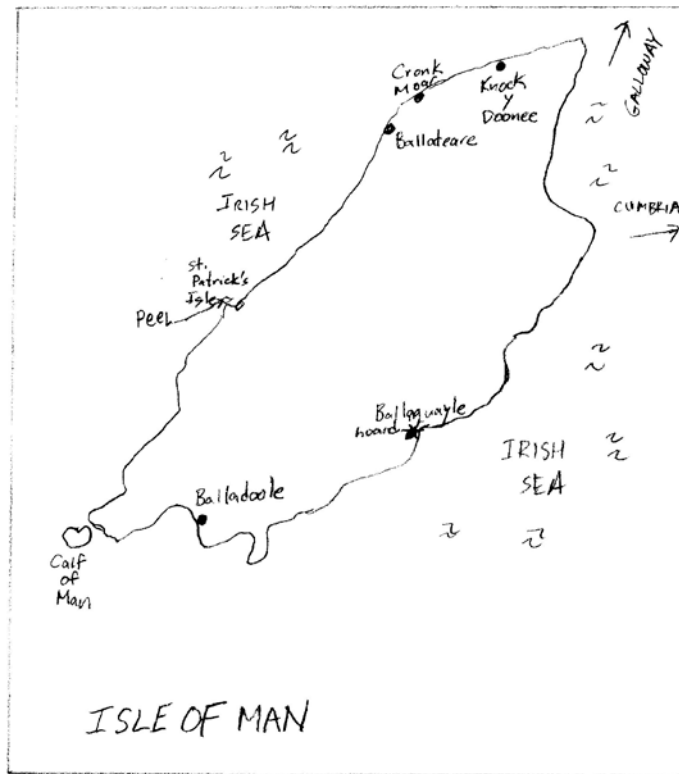 GALLOWAY
Cronk
Moar
Knock
y
Doonee
Ballateare
IRISH
SEA
CUMBRIA
St.
Patrick's
Isle
PEEL
Ballaquayle
hoard
IRISH
SEA
Balladoole
Calf
of
Man
ISLE OF MAN